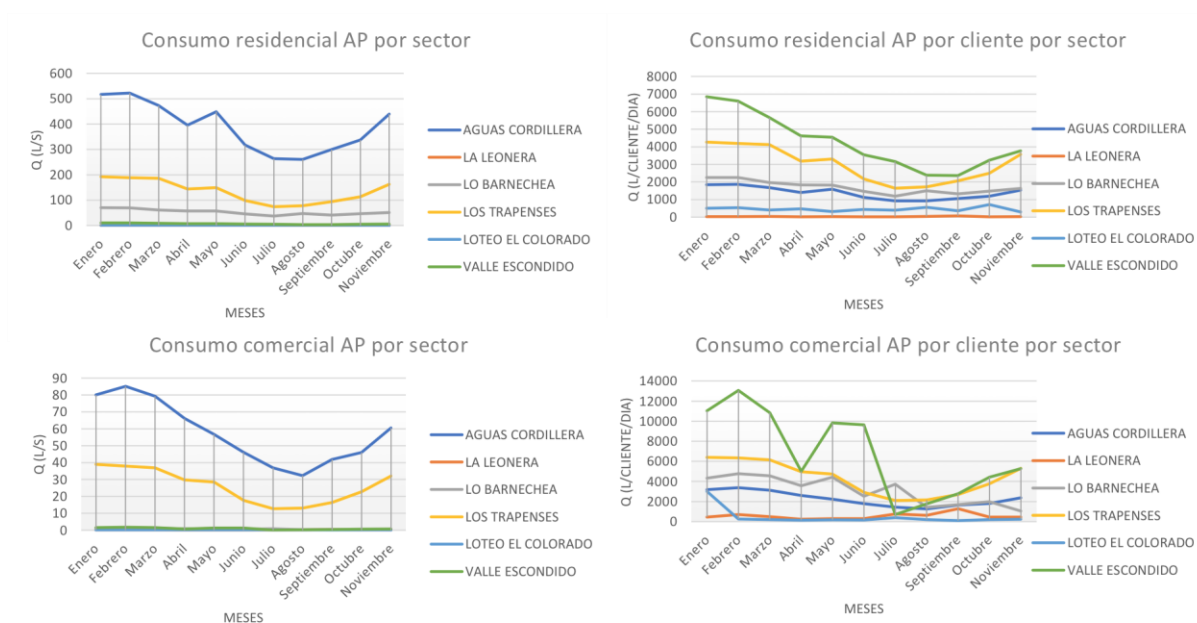 Consumo residencial AP por sector
Q (L/S)
600
500
400
300
200
100
0
Enero
Febrero
Marzo
Abril
Mayo
Junio
Julio
Agosto
Septiembre
Octubre
Noviembre
MESES
AGUAS CORDILLERA
LA LEONERA
LO BARNECHEA
LOS TRAPENSES
LOTEO EL COLORADO
VALLE ESCONDIDO
Consumo residencial AP por cliente por sector
Q (L/CLIENTE/DIA)
8000
7000
6000
5000
4000
3000
2000
1000
0
Enero
Febrero
Marzo
Abril
Mayo
Junio
Julio
Agosto
Septiembre
Octubre
Noviembre
MESES
AGUAS CORDILLERA
LA LEONERA
LO BARNECHEA
LOS TRAPENSES
LOTEO EL COLORADO
VALLE ESCONDIDO
Consumo comercial AP por sector
Q (L/S)
90
80
70
60
50
40
30
20
10
0
Enero
Febrero
Marzo
Abril
Mayo
Junio
Julio
Agosto
Septiembre
Octubre
Noviembre
MESES
AGUAS CORDILLERA
LA LEONERA
LO BARNECHEA
LOS TRAPENSES
LOTEO EL COLORADO
VALLE ESCONDIDO
Consumo comercial AP por cliente por sector
Q (L/CLIENTE/DIA)
14000
12000
10000
8000
6000
4000
2000
0
Enero
Febrero
Marzo
Abril
Mayo
Junio
Julio
Agosto
Septiembre
Octubre
Noviembre
MESES
AGUAS CORDILLERA
LA LEONERA
LO BARNECHEA
LOS TRAPENSES
LOTEO EL COLORADO
VALLE ESCONDIDO